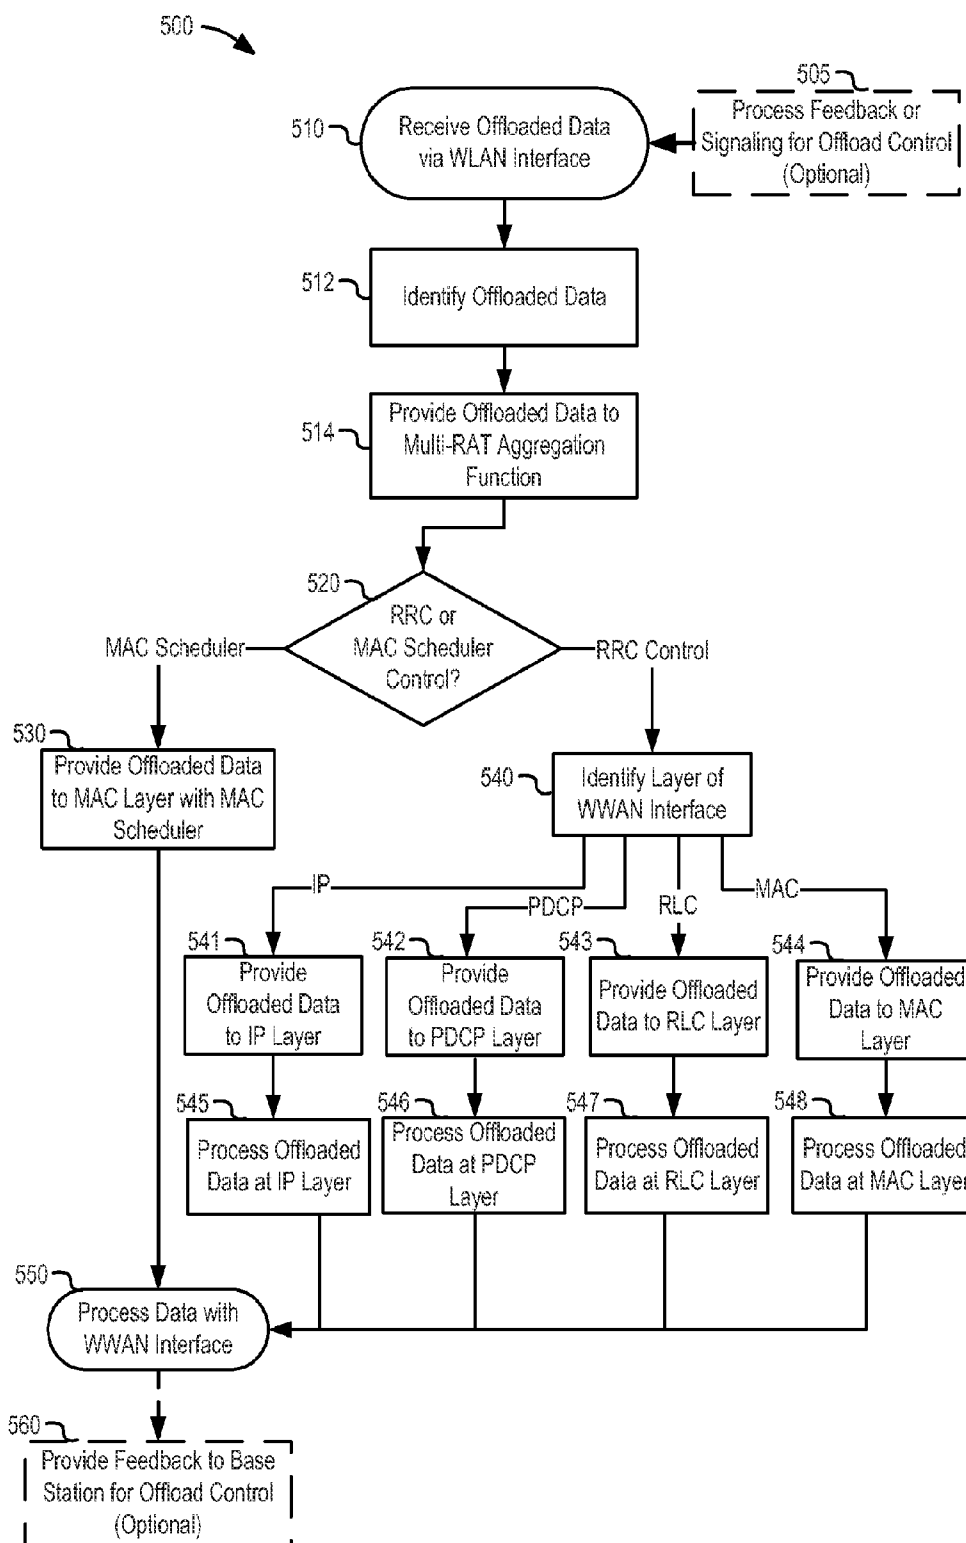 500
505
Process Feedback or
Signaling for Offload Control
(Optional)
510
Receive Offloaded Data
via WLAN Interface
512
Identify Offloaded Data
514
Provide Offloaded Data to
Multi-RAT Aggregation
Function
520
RRC or
MAC Scheduler
Control?
MAC Scheduler
RRC Control
530
Provide Offloaded Data
to MAC Layer with MAC
Scheduler
540
Identify Layer of
WWAN Interface
IP
PDCP
RLC
MAC
541
Provide
Offloaded Data
to IP Layer
542
Provide
Offloaded Data
to PDCP Layer
543
Provide Offloaded
Data to RLC Layer
544
Provide Offloaded
Data to MAC
Layer
545
Process Offloaded
Data at IP Layer
546
Process Offloaded
Data at PDCP
Layer
547
Process Offloaded
Data at RLC Layer
548
Process Offloaded
Data at MAC Layer
550
Process Data with
WWAN Interface
560
Provide Feedback to Base
Station for Offload Control
(Optional)